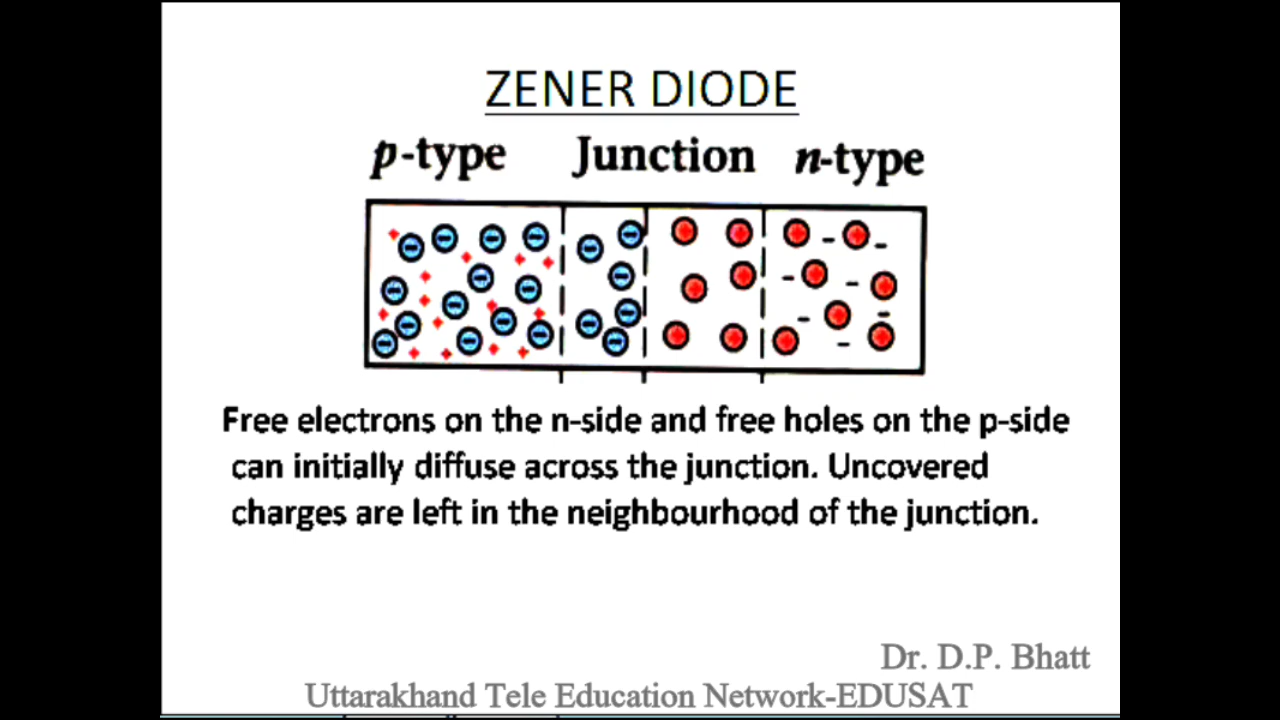 ZENER DIODE
p-type Junction n-type
Free electrons on the n-side and free holes on the p-side
can initially diffuse across the junction. Uncovered
charges are left in the neighbourhood of the junction.
Dr. D.P. Bhatt
Uttarakhand Tele Education Network-EDUSAT